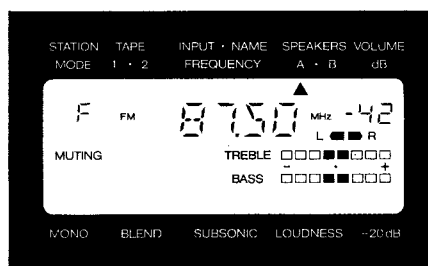 STATION TAPE INPUT · NAME SPEAKERS VOLUME
MODE 1 · 2 FREQUENCY A · B dB
F FM 87.50 MHz -42
L R
MUTING TREBLE
- · +
BASS
MONO BLEND SUBSONIC LOUDNESS -20dB